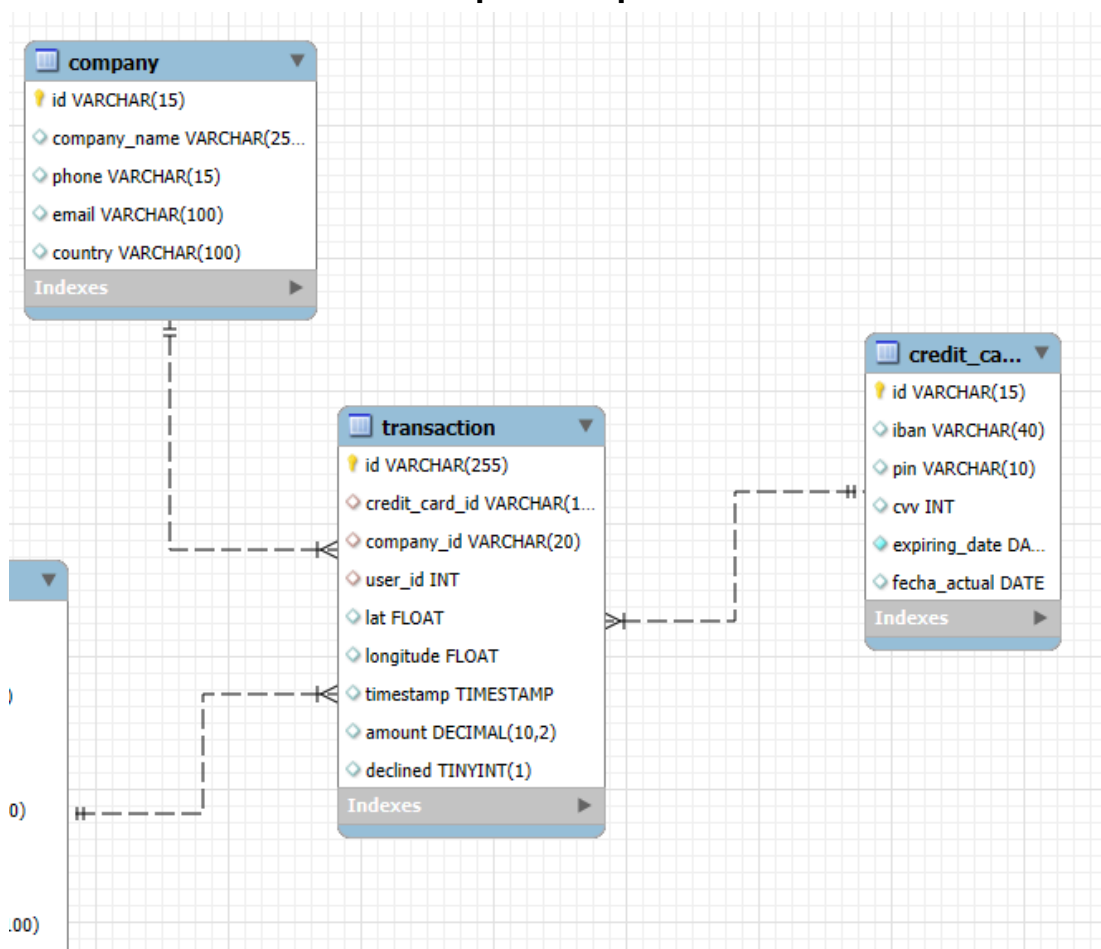 company
id VARCHAR(15)
company_name VARCHAR(25...
phone VARCHAR(15)
email VARCHAR(100)
country VARCHAR(100)
Indexes
transaction
id VARCHAR(255)
credit_card_id VARCHAR(1...
company_id VARCHAR(20)
user_id INT
lat FLOAT
longitude FLOAT
timestamp TIMESTAMP
amount DECIMAL(10,2)
declined TINYINT(1)
Indexes
credit_ca...
id VARCHAR(15)
iban VARCHAR(40)
pin VARCHAR(10)
cvv INT
expiring_date DA...
fecha_actual DATE
Indexes
)
0)
.00)